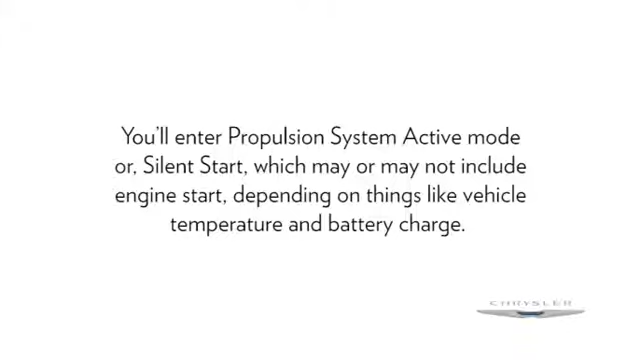 You'll enter Propulsion System Active mode
or, Silent Start, which may or may not include
engine start, depending on things like vehicle
temperature and battery charge.
CHRYSLER